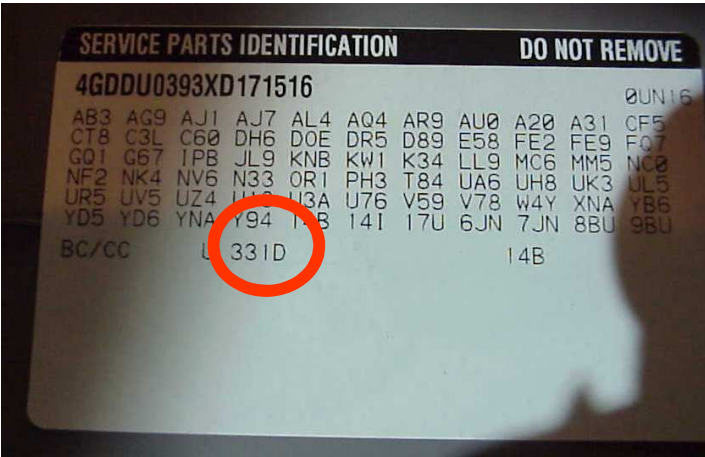 SERVICE PARTS IDENTIFICATION DO NOT REMOVE
4GDDU0393XD171516
0UN16
AB3 AG9 AJ1 AJ7 AL4 AQ4 AR9 AU0 A20 A31 CF5
CT8 C3L C60 DH6 DOE DR5 D89 E58 FE2 FE9 FQ7
GQ1 G67 IPB JL9 KNB KW1 K34 LL9 MC6 MM5 NC0
NF2 NK4 NV6 N33 OR1 PH3 T84 UA6 UH8 UK3 UL5
UR5 UV5 UZ4 U3A U76 V59 V78 W4Y XNA YB6
YD5 YD6 YNA Y94 14B 14I 17U 6JN 7JN 8BU 9BU
BC/CC U 331D 14B